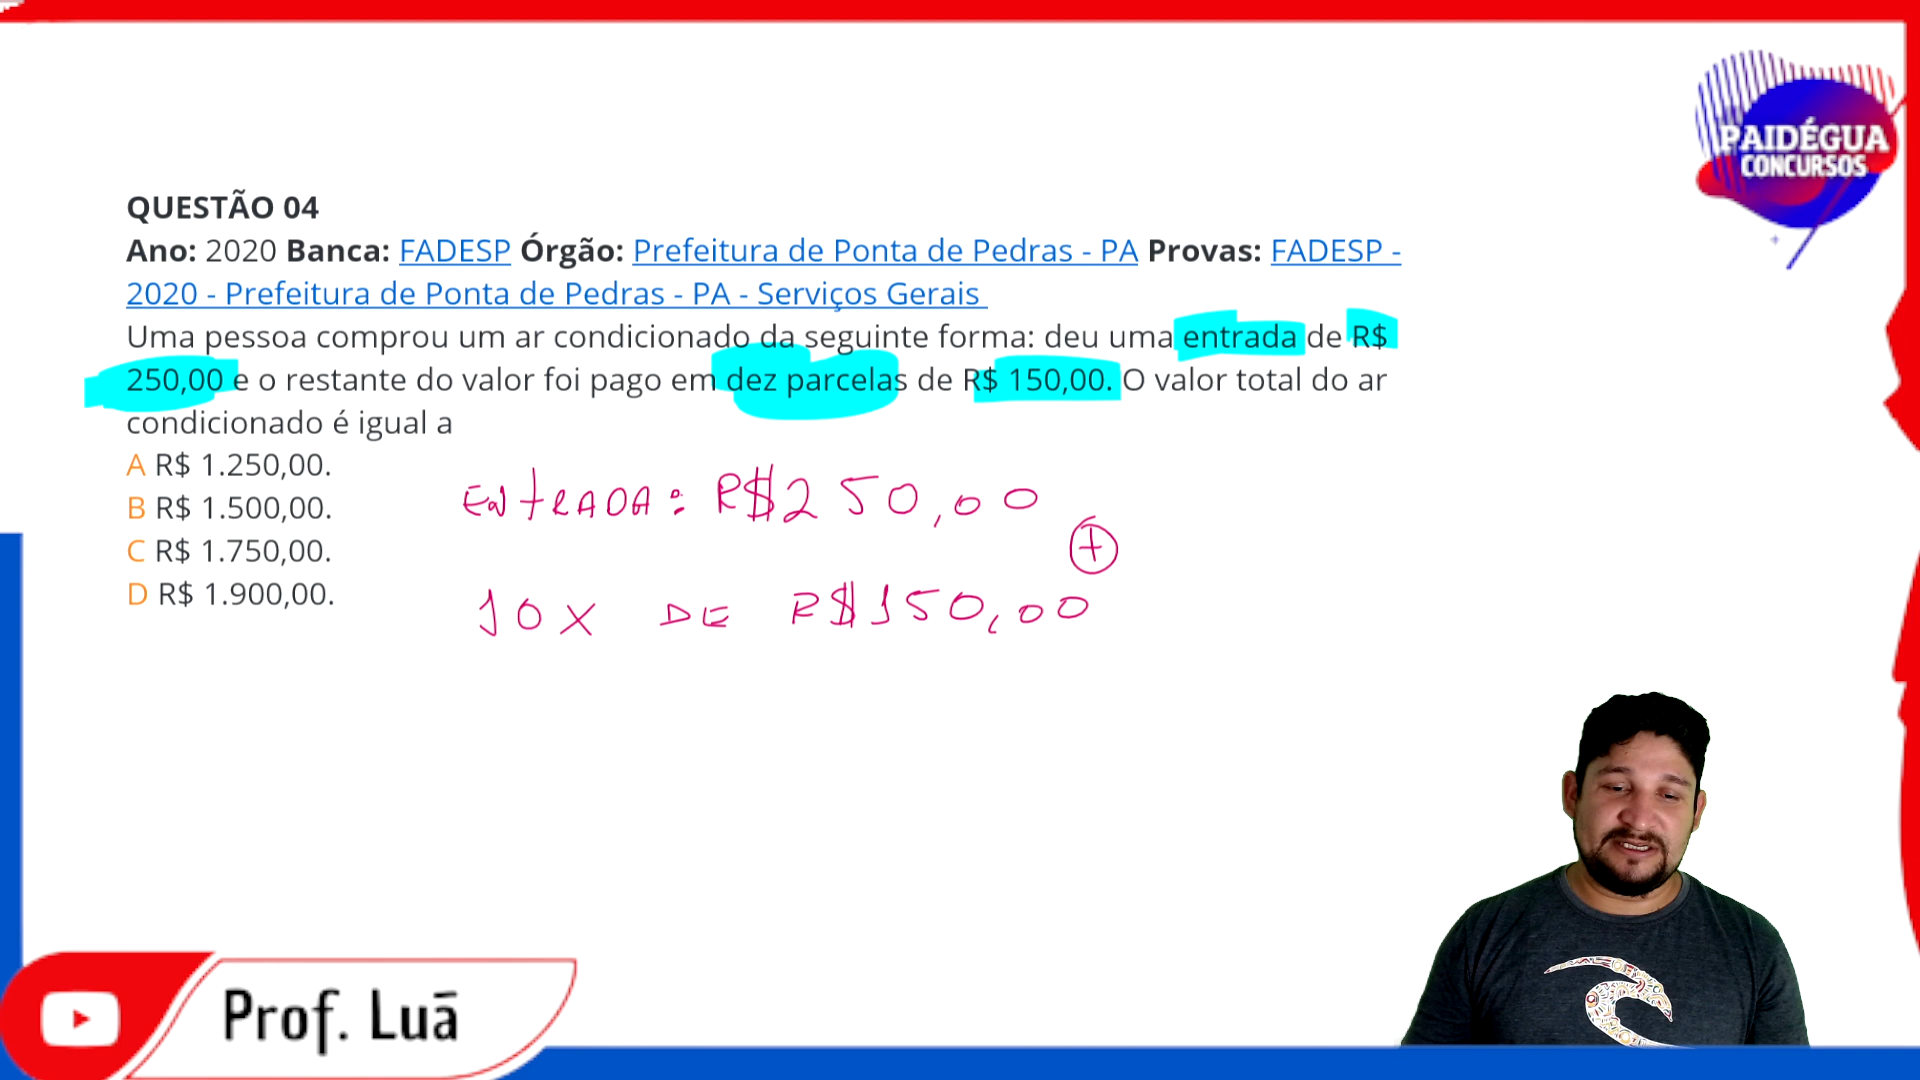 PAIDÉGUA
CONCURSOS
QUESTÃO 04
Ano: 2020 Banca: FADESP Órgão: Prefeitura de Ponta de Pedras - PA Provas: FADESP -
2020 - Prefeitura de Ponta de Pedras - PA - Serviços Gerais
Uma pessoa comprou um ar condicionado da seguinte forma: deu uma entrada de R$
250,00 e o restante do valor foi pago em dez parcelas de R$ 150,00. O valor total do ar
condicionado é igual a
A R$ 1.250,00.
B R$ 1.500,00.
C R$ 1.750,00.
D R$ 1.900,00.
ENTRADA: R$250,00
+
10X DE R$150,00
Prof. Luã